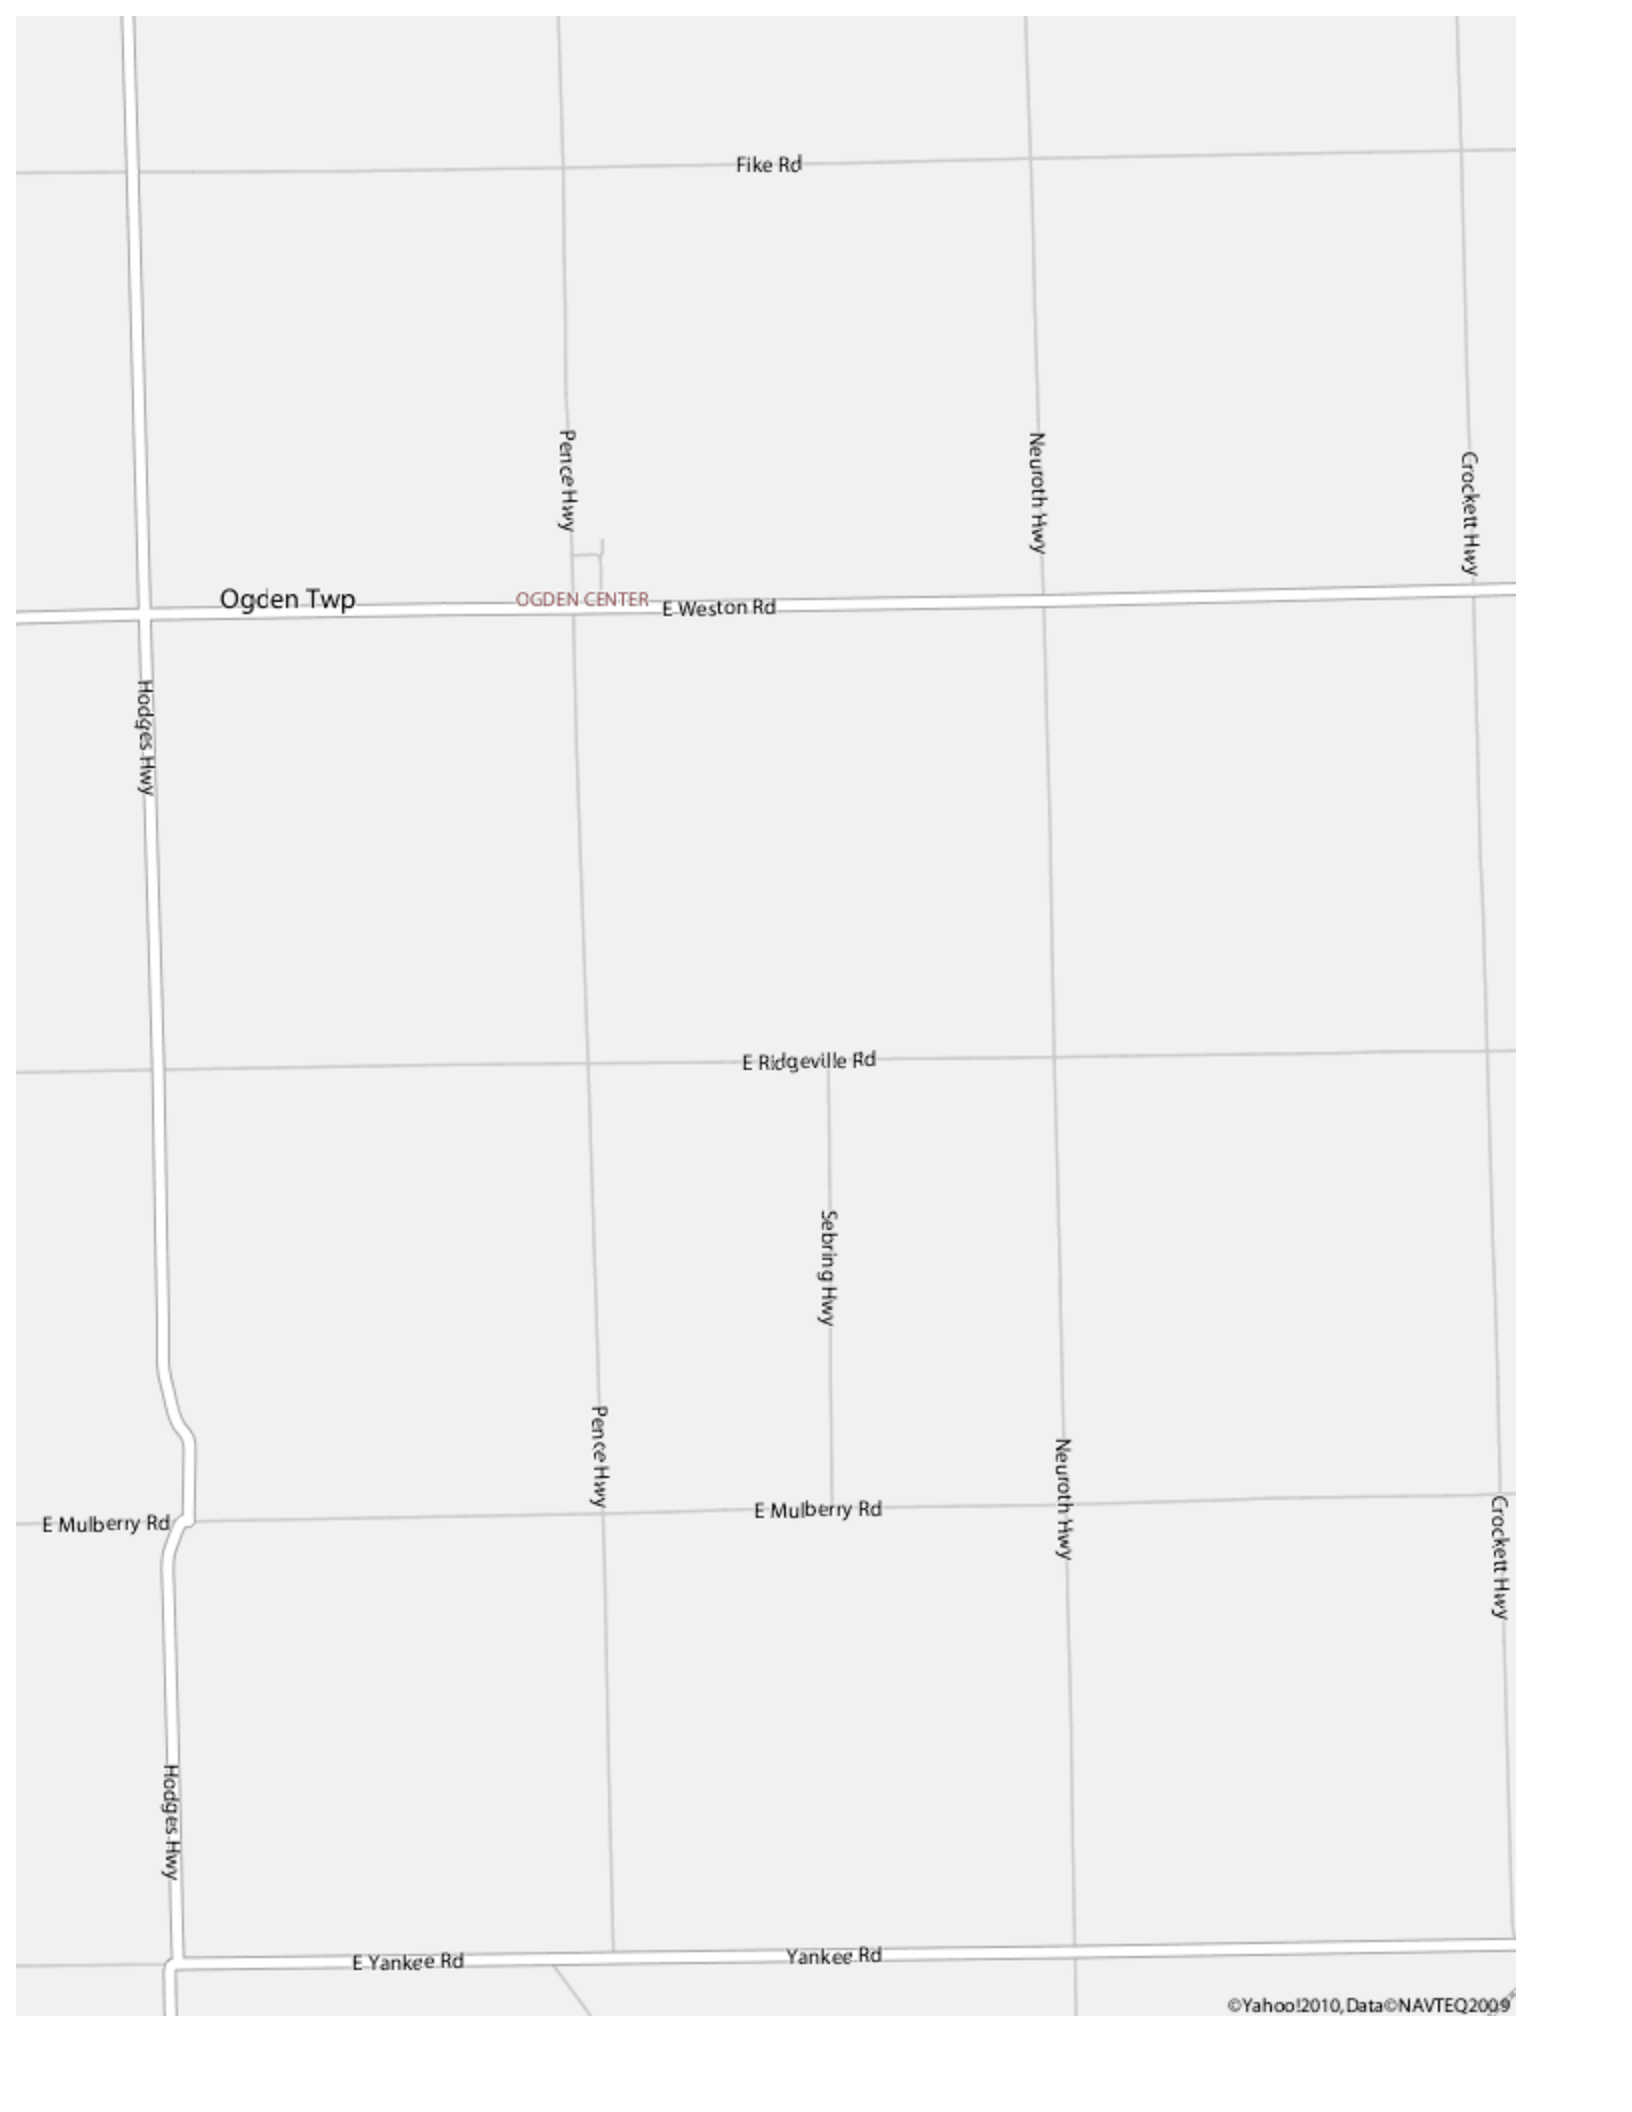 Fike Rd
Pence Hwy
Neuroth Hwy
Crockett Hwy
Ogden Twp
OGDEN CENTER
E Weston Rd
Hodges Hwy
E Ridgeville Rd
Sebring Hwy
Pence Hwy
Neuroth Hwy
E Mulberry Rd
E Mulberry Rd
Crockett Hwy
Hodges Hwy
E Yankee Rd
Yankee Rd
©Yahoo!2010, Data©NAVTEQ2009